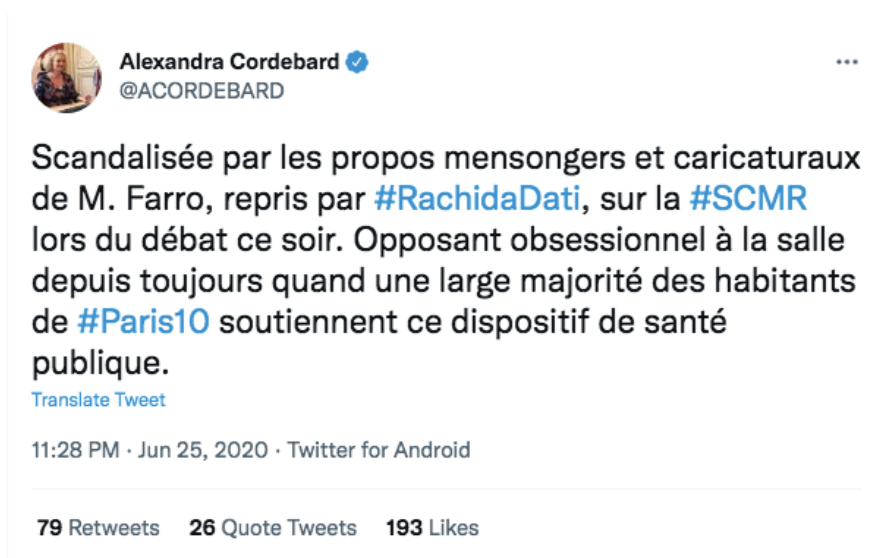 Alexandra Cordebard
@ACORDEBARD
Scandalisée par les propos mensongers et caricaturaux
de M. Farro, repris par #RachidaDati, sur la #SCMR
lors du débat ce soir. Opposant obsessionnel à la salle
depuis toujours quand une large majorité des habitants
de #Paris10 soutiennent ce dispositif de santé
publique.
Translate Tweet
11:28 PM · Jun 25, 2020 · Twitter for Android
79 Retweets 26 Quote Tweets 193 Likes